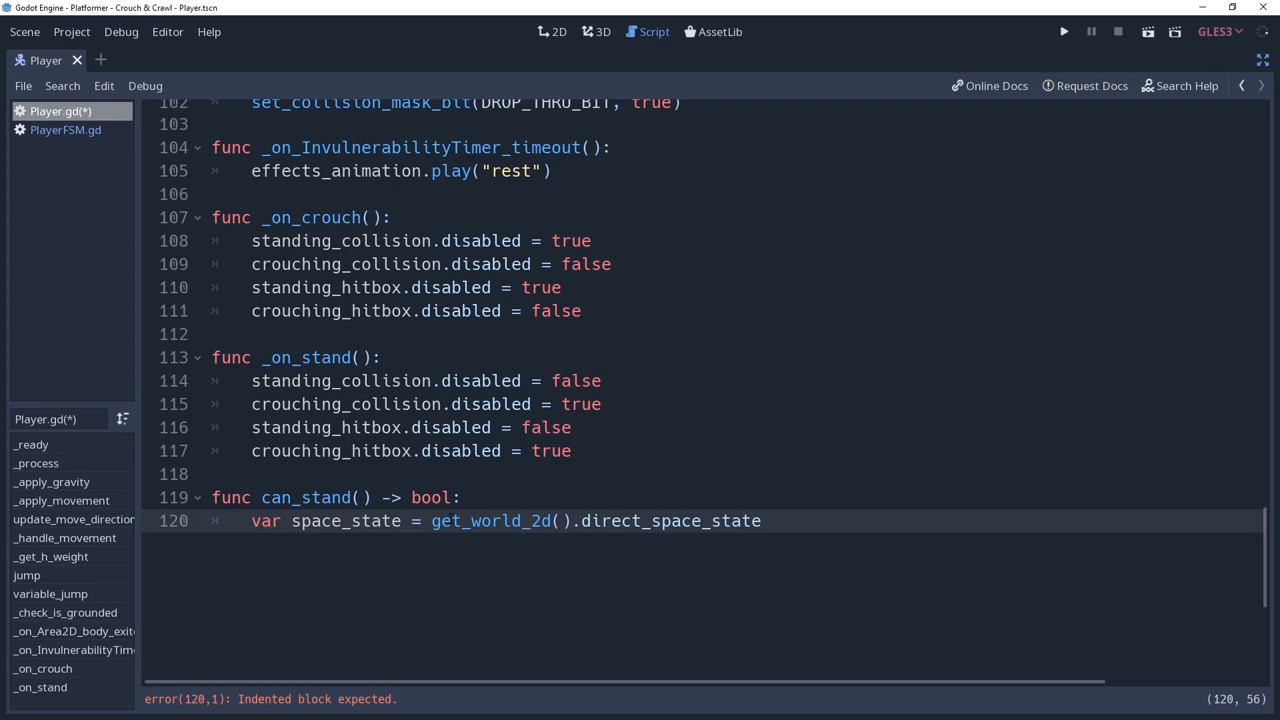 Godot Engine - Platformer - Crouch & Crawl - Player.tscn
Scene Project Debug Editor Help 2D 3D Script AssetLib GLES3
Player
File Search Edit Debug Online Docs Request Docs Search Help
Player.gd(*)
PlayerFSM.gd
Player.gd(*)
_ready
_process
_apply_gravity
_apply_movement
update_move_direction
_handle_movement
_get_h_weight
jump
variable_jump
_check_is_grounded
_on_Area2D_body_exit
_on_InvulnerabilityTim
_on_crouch
_on_stand
102 set_collision_mask_bit(DROP_THRU_BIT, true)
103
104 func _on_InvulnerabilityTimer_timeout():
105 effects_animation.play("rest")
106
107 func _on_crouch():
108 standing_collision.disabled = true
109 crouching_collision.disabled = false
110 standing_hitbox.disabled = true
111 crouching_hitbox.disabled = false
112
113 func _on_stand():
114 standing_collision.disabled = false
115 crouching_collision.disabled = true
116 standing_hitbox.disabled = false
117 crouching_hitbox.disabled = true
118
119 func can_stand() -> bool:
120 var space_state = get_world_2d().direct_space_state
error(120,1): Indented block expected. (120, 56)